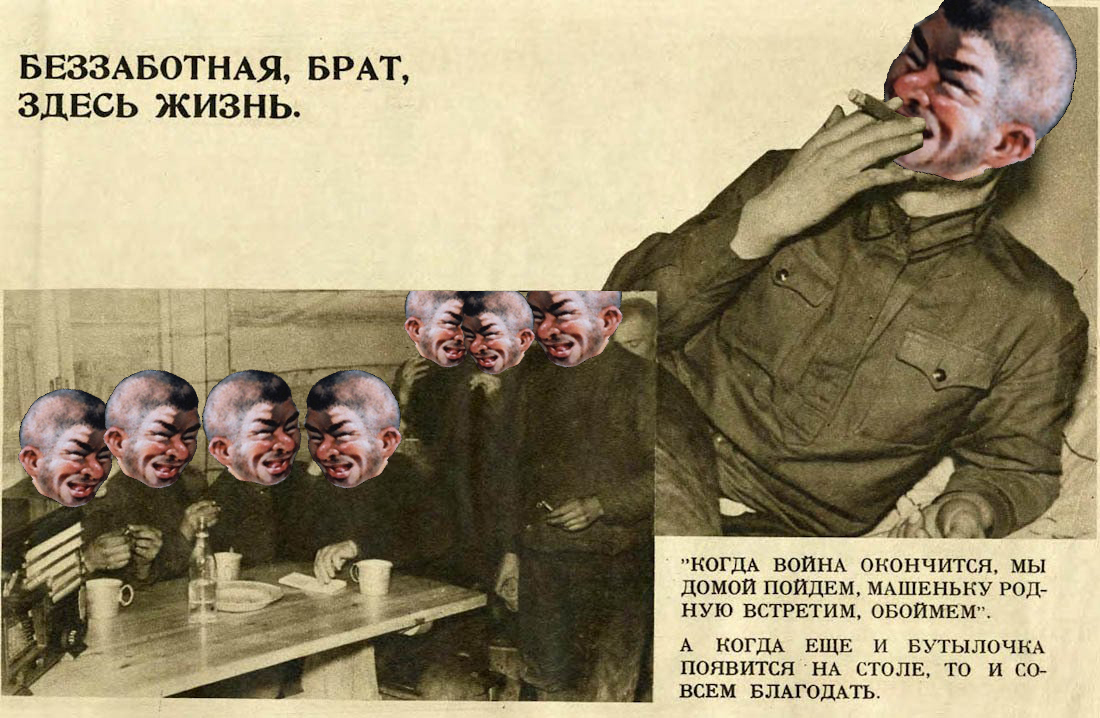 БЕЗЗАБОТНАЯ, БРАТ,
ЗДЕСЬ ЖИЗНЬ.
"КОГДА ВОЙНА ОКОНЧИТСЯ, МЫ
ДОМОЙ ПОЙДЕМ, МАШЕНЬКУ РОД-
НУЮ ВСТРЕТИМ, ОБОЙМЕМ".
А КОГДА ЕЩЕ И БУТЫЛОЧКА
ПОЯВИТСЯ НА СТОЛЕ, ТО И СО-
ВСЕМ БЛАГОДАТЬ.